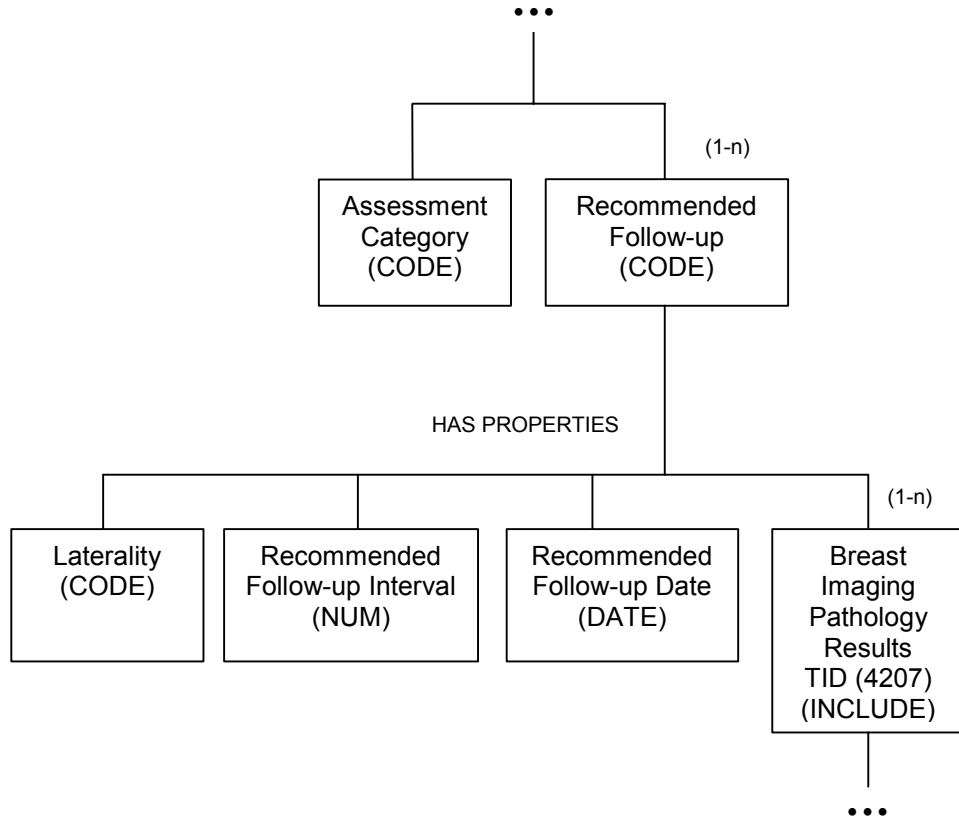 •••
(1-n)
Assessment
Category
(CODE)
Recommended
Follow-up
(CODE)
HAS PROPERTIES
(1-n)
Laterality
(CODE)
Recommended
Follow-up Interval
(NUM)
Recommended
Follow-up Date
(DATE)
Breast
Imaging
Pathology
Results
TID (4207)
(INCLUDE)
•••